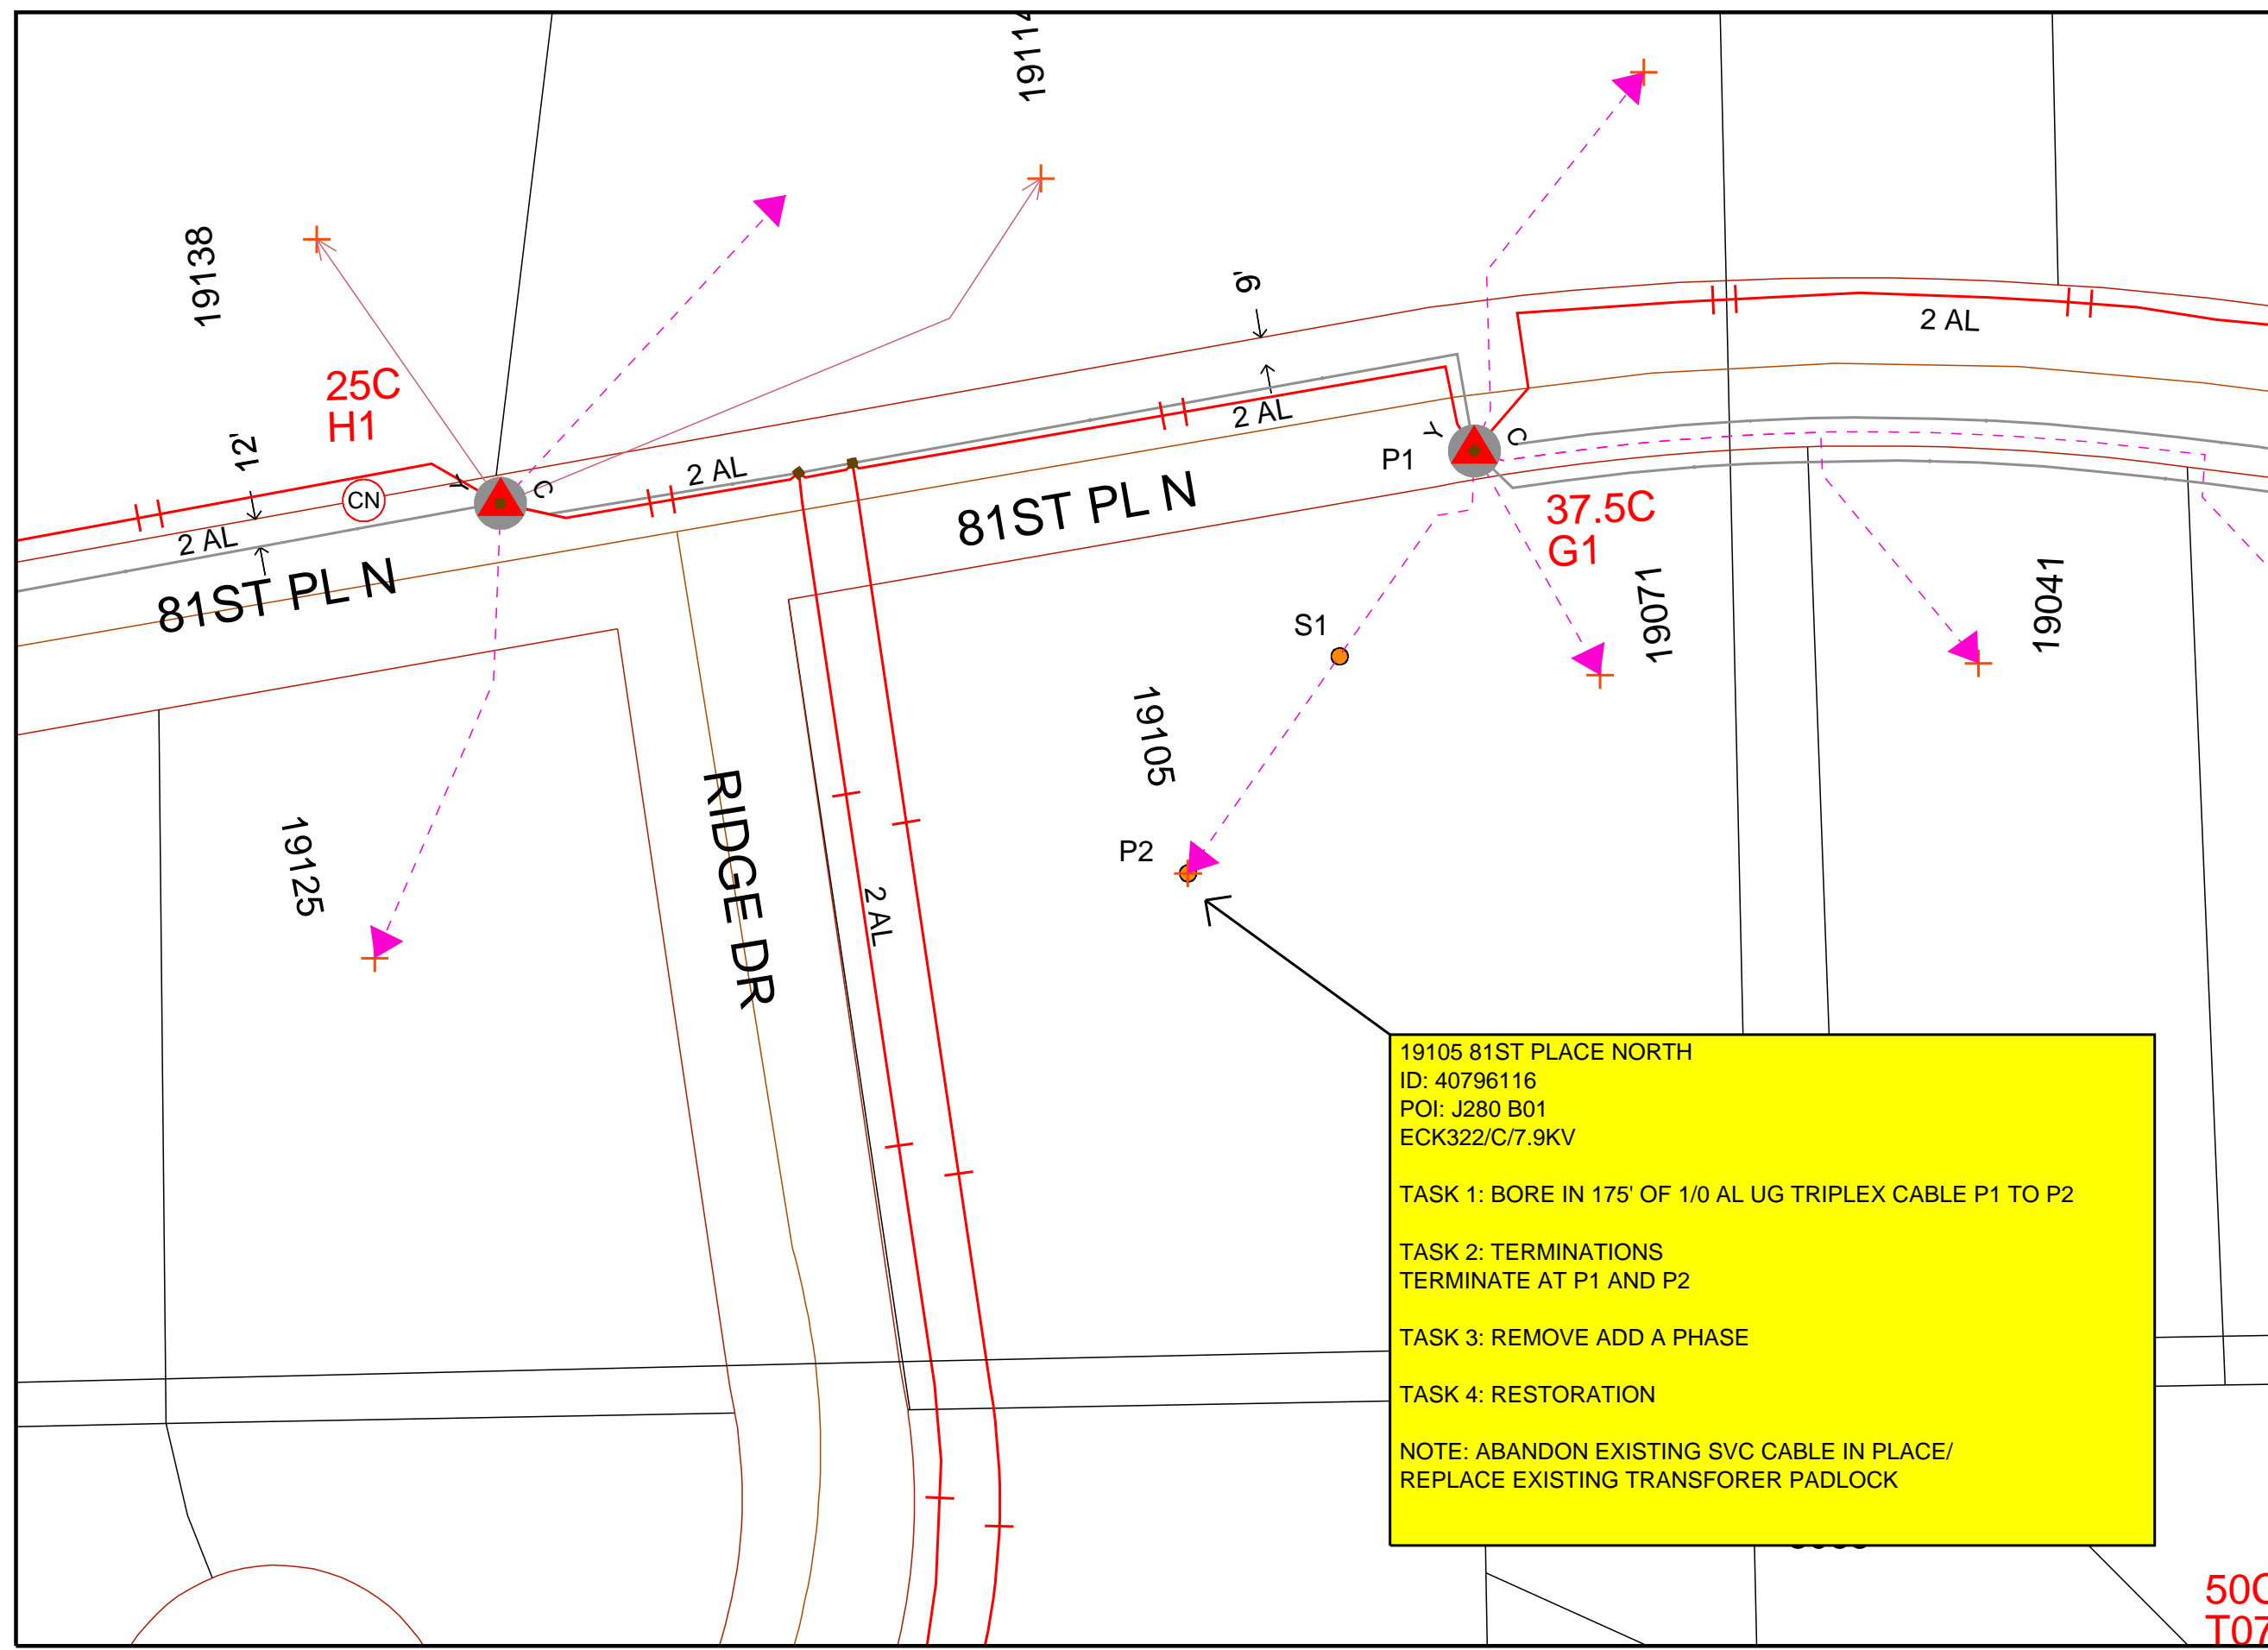 19138
25C
H1
12'
Y
C
CN
2 AL
2 AL
81ST PL N
9'
2 AL
81ST PL N
Y
C
P1
2 AL
37.5C
G1
19071
19041
S1
19105
P2
19125
RIDGE DR
2 AL
19105 81ST PLACE NORTH
ID: 40796116
POI: J280 B01
ECK322/C/7.9KV
TASK 1: BORE IN 175' OF 1/0 AL UG TRIPLEX CABLE P1 TO P2
TASK 2: TERMINATIONS
TERMINATE AT P1 AND P2
TASK 3: REMOVE ADD A PHASE
TASK 4: RESTORATION
NOTE: ABANDON EXISTING SVC CABLE IN PLACE/
REPLACE EXISTING TRANSFORER PADLOCK